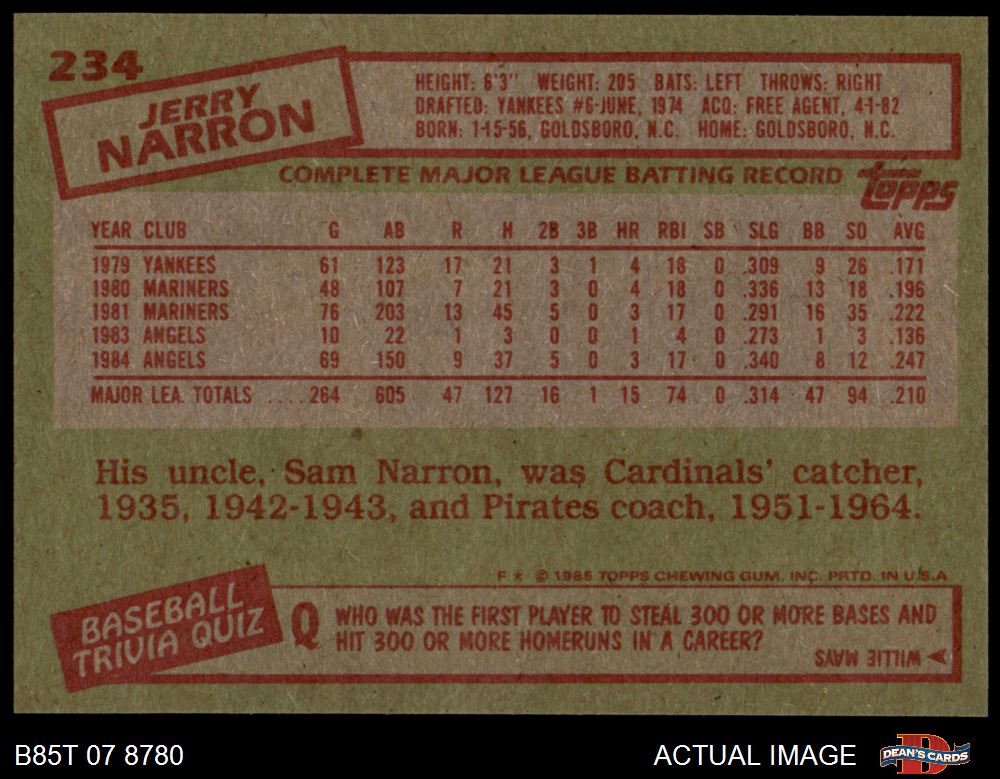 234
JERRY
NARRON
HEIGHT: 6'3" WEIGHT: 205 BATS: LEFT THROWS: RIGHT
DRAFTED: YANKEES #6-JUNE, 1974 ACQ: FREE AGENT, 4-1-82
BORN: 1-15-56, GOLDSBORO, N.C. HOME: GOLDSBORO, N.C.
COMPLETE MAJOR LEAGUE BATTING RECORD
topps
YEAR CLUB G AB R H 2B 3B HR RBI SB SLG BB SO AVG
1979 YANKEES 61 123 17 21 3 1 4 18 0 .309 9 26 .171
1980 MARINERS 48 107 7 21 3 0 4 18 0 .336 13 18 .196
1981 MARINERS 76 203 13 45 5 0 3 17 0 .291 16 35 .222
1983 ANGELS 10 22 1 3 0 0 1 4 0 .273 1 3 .136
1984 ANGELS 69 150 9 37 5 0 3 17 0 .340 8 12 .247
MAJOR LEA. TOTALS ....264 605 47 127 16 1 15 74 0 .314 47 94 .210
His uncle, Sam Narron, was Cardinals' catcher,
1935, 1942-1943, and Pirates coach, 1951-1964.
F * © 1985 TOPPS CHEWING GUM, INC. PRTD. IN U.S.A
BASEBALL
TRIVIA QUIZ
Q WHO WAS THE FIRST PLAYER TO STEAL 300 OR MORE BASES AND
HIT 300 OR MORE HOMERUNS IN A CAREER?
WILLIE MAYS
B85T 07 8780
ACTUAL IMAGE
DEAN'S CARDS